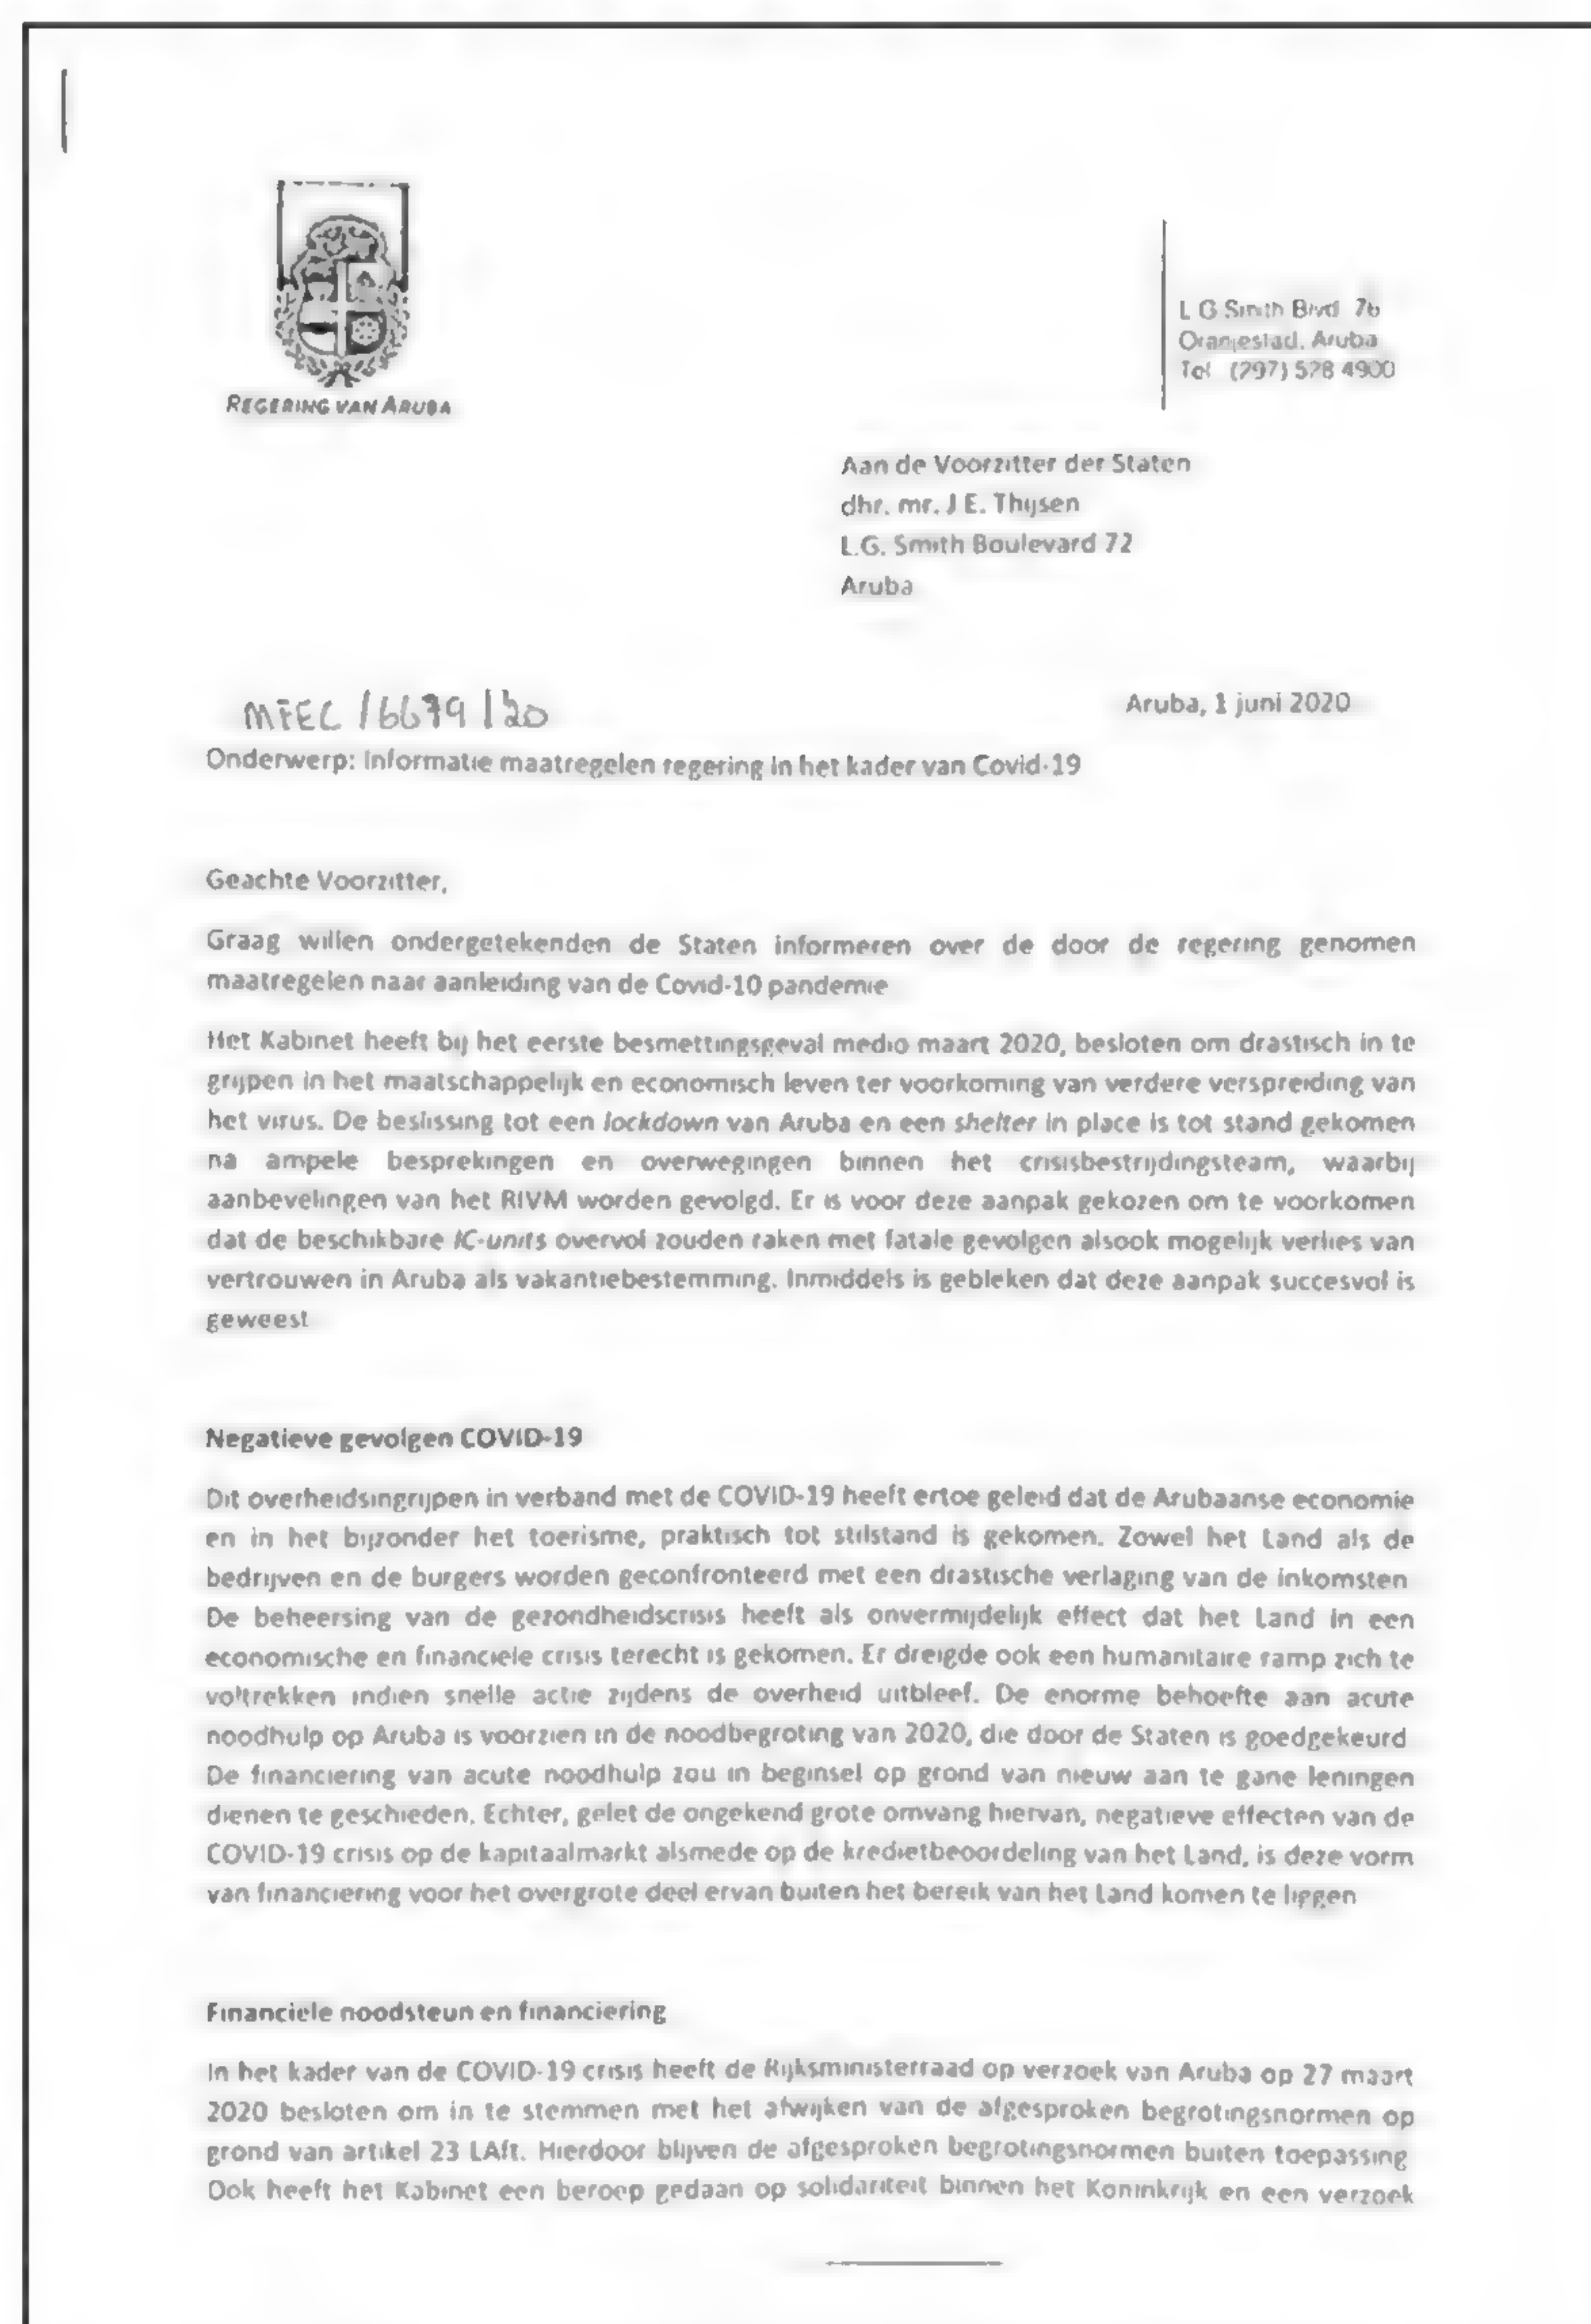 REGERING VAN ARUBA
L G Smith Blvd 76
Oranjestad, Aruba
Tel (297) 528 4900
Aan de Voorzitter der Staten
dhr. mr. J E. Thijsen
L.G. Smith Boulevard 72
Aruba
MFEC /6679/20
Aruba, 1 juni 2020
Onderwerp: Informatie maatregelen regering in het kader van Covid-19
Geachte Voorzitter,
Graag willen ondergetekenden de Staten informeren over de door de regering genomen
maatregelen naar aanleiding van de Covid-10 pandemie
Het Kabinet heeft bij het eerste besmettingsgeval medio maart 2020, besloten om drastisch in te
grijpen in het maatschappelijk en economisch leven ter voorkoming van verdere verspreiding van
het virus. De beslissing tot een lockdown van Aruba en een shelter in place is tot stand gekomen
na ampele besprekingen en overwegingen binnen het crisisbestrijdingsteam, waarbij
aanbevelingen van het RIVM worden gevolgd. Er is voor deze aanpak gekozen om te voorkomen
dat de beschikbare IC-units overvol zouden raken met fatale gevolgen alsook mogelijk verlies van
vertrouwen in Aruba als vakantiebestemming. Inmiddels is gebleken dat deze aanpak succesvol is
geweest
Negatieve gevolgen COVID-19
Dit overheidsingrijpen in verband met de COVID-19 heeft ertoe geleid dat de Arubaanse economie
en in het bijzonder het toerisme, praktisch tot stilstand is gekomen. Zowel het Land als de
bedrijven en de burgers worden geconfronteerd met een drastische verlaging van de inkomsten
De beheersing van de gezondheidscrisis heeft als onvermijdelijk effect dat het Land in een
economische en financiele crisis terecht is gekomen. Er dreigde ook een humanitaire ramp zich te
voltrekken indien snelle actie zijdens de overheid uitbleef. De enorme behoefte aan acute
noodhulp op Aruba is voorzien in de noodbegroting van 2020, die door de Staten is goedgekeurd
De financiering van acute noodhulp zou in beginsel op grond van nieuw aan te gane leningen
dienen te geschieden. Echter, gelet de ongekend grote omvang hiervan, negatieve effecten van de
COVID-19 crisis op de kapitaalmarkt alsmede op de kredietbeoordeling van het Land, is deze vorm
van financiering voor het overgrote deel ervan buiten het bereik van het Land komen te liggen
Financiele noodsteun en financiering
In het kader van de COVID-19 crisis heeft de Rijksministerraad op verzoek van Aruba op 27 maart
2020 besloten om in te stemmen met het afwijken van de afgesproken begrotingsnormen op
grond van artikel 23 LAft. Hierdoor blijven de afgesproken begrotingsnormen buiten toepassing
Ook heeft het Kabinet een beroep gedaan op solidariteit binnen het Koninkrijk en een verzoek